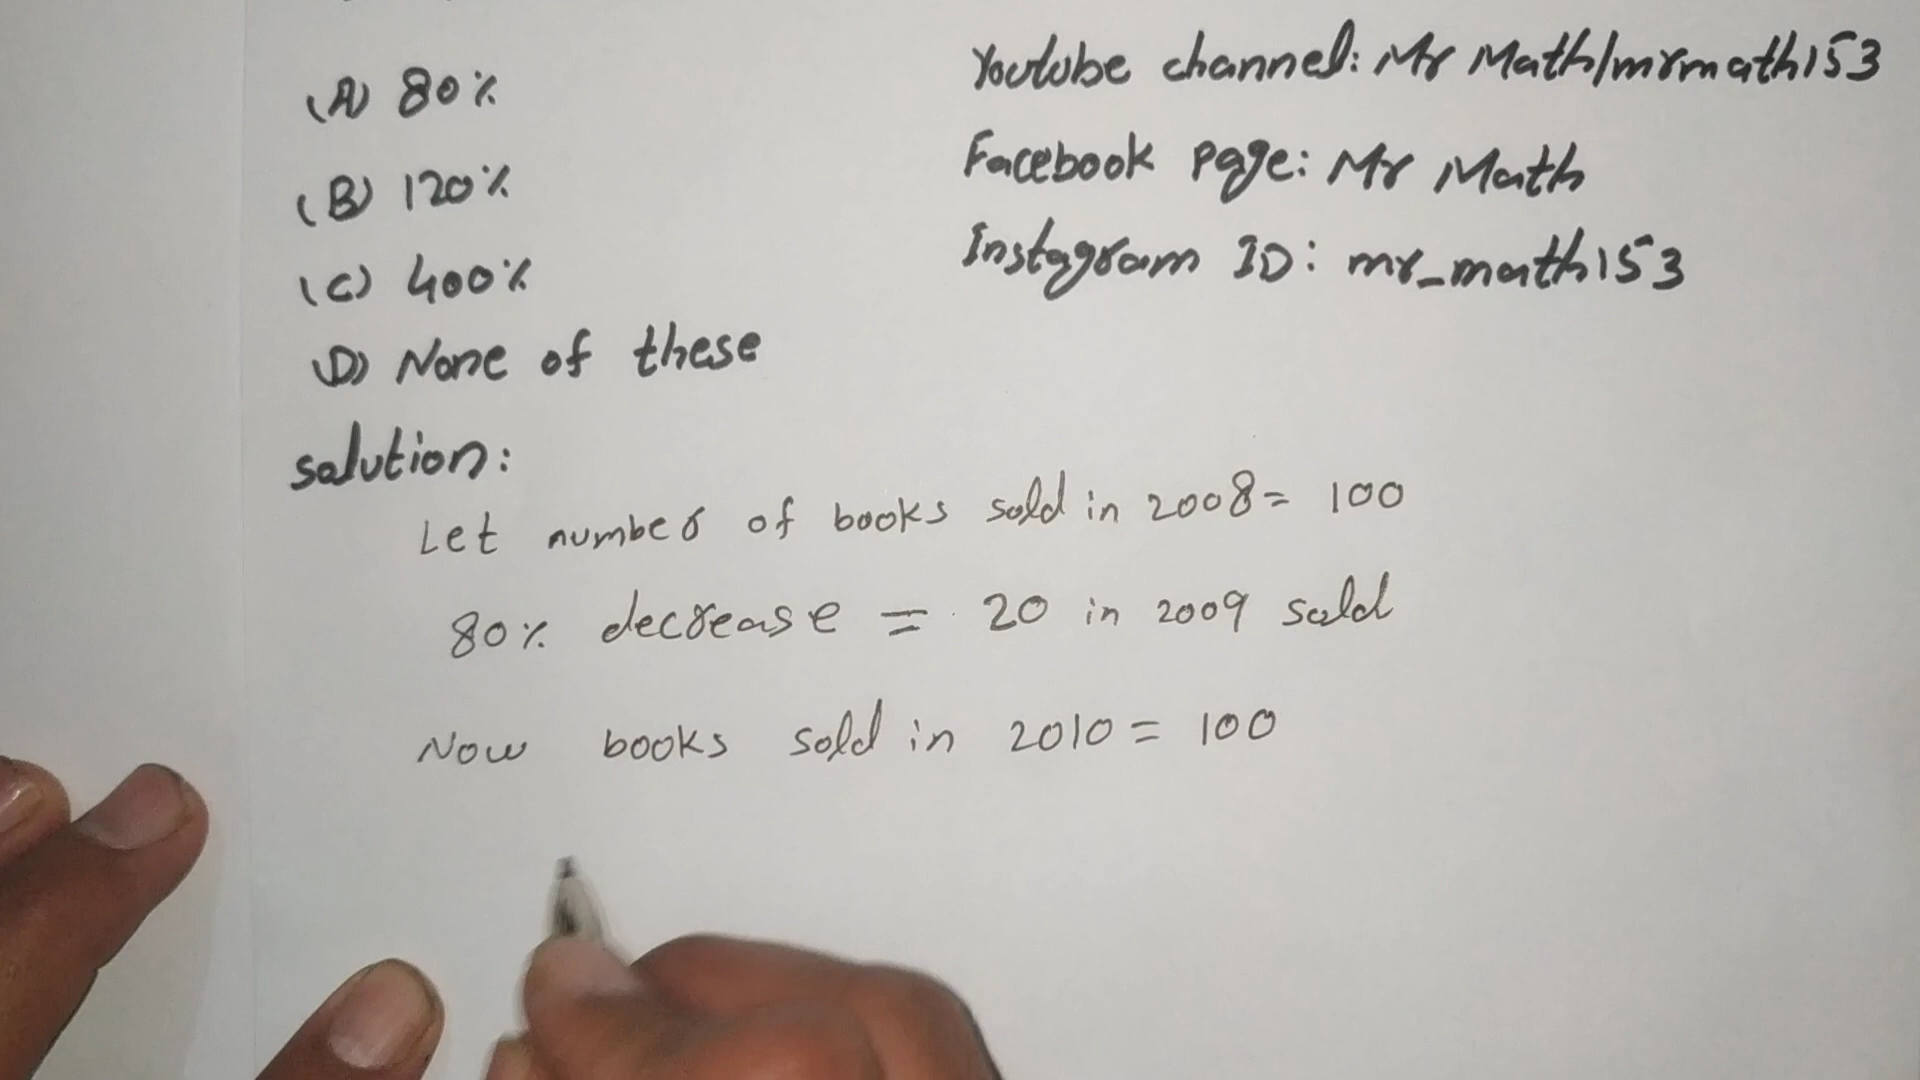 (A) 80%
(B) 120%
(C) 400%
(D) None of these
Youtube channel: Mr Math/mrmath153
Facebook page: Mr Math
Instagram ID: mr_math153
solution:
Let number of books sold in 2008 = 100
80% decrease = 20 in 2009 sold
Now books sold in 2010 = 100